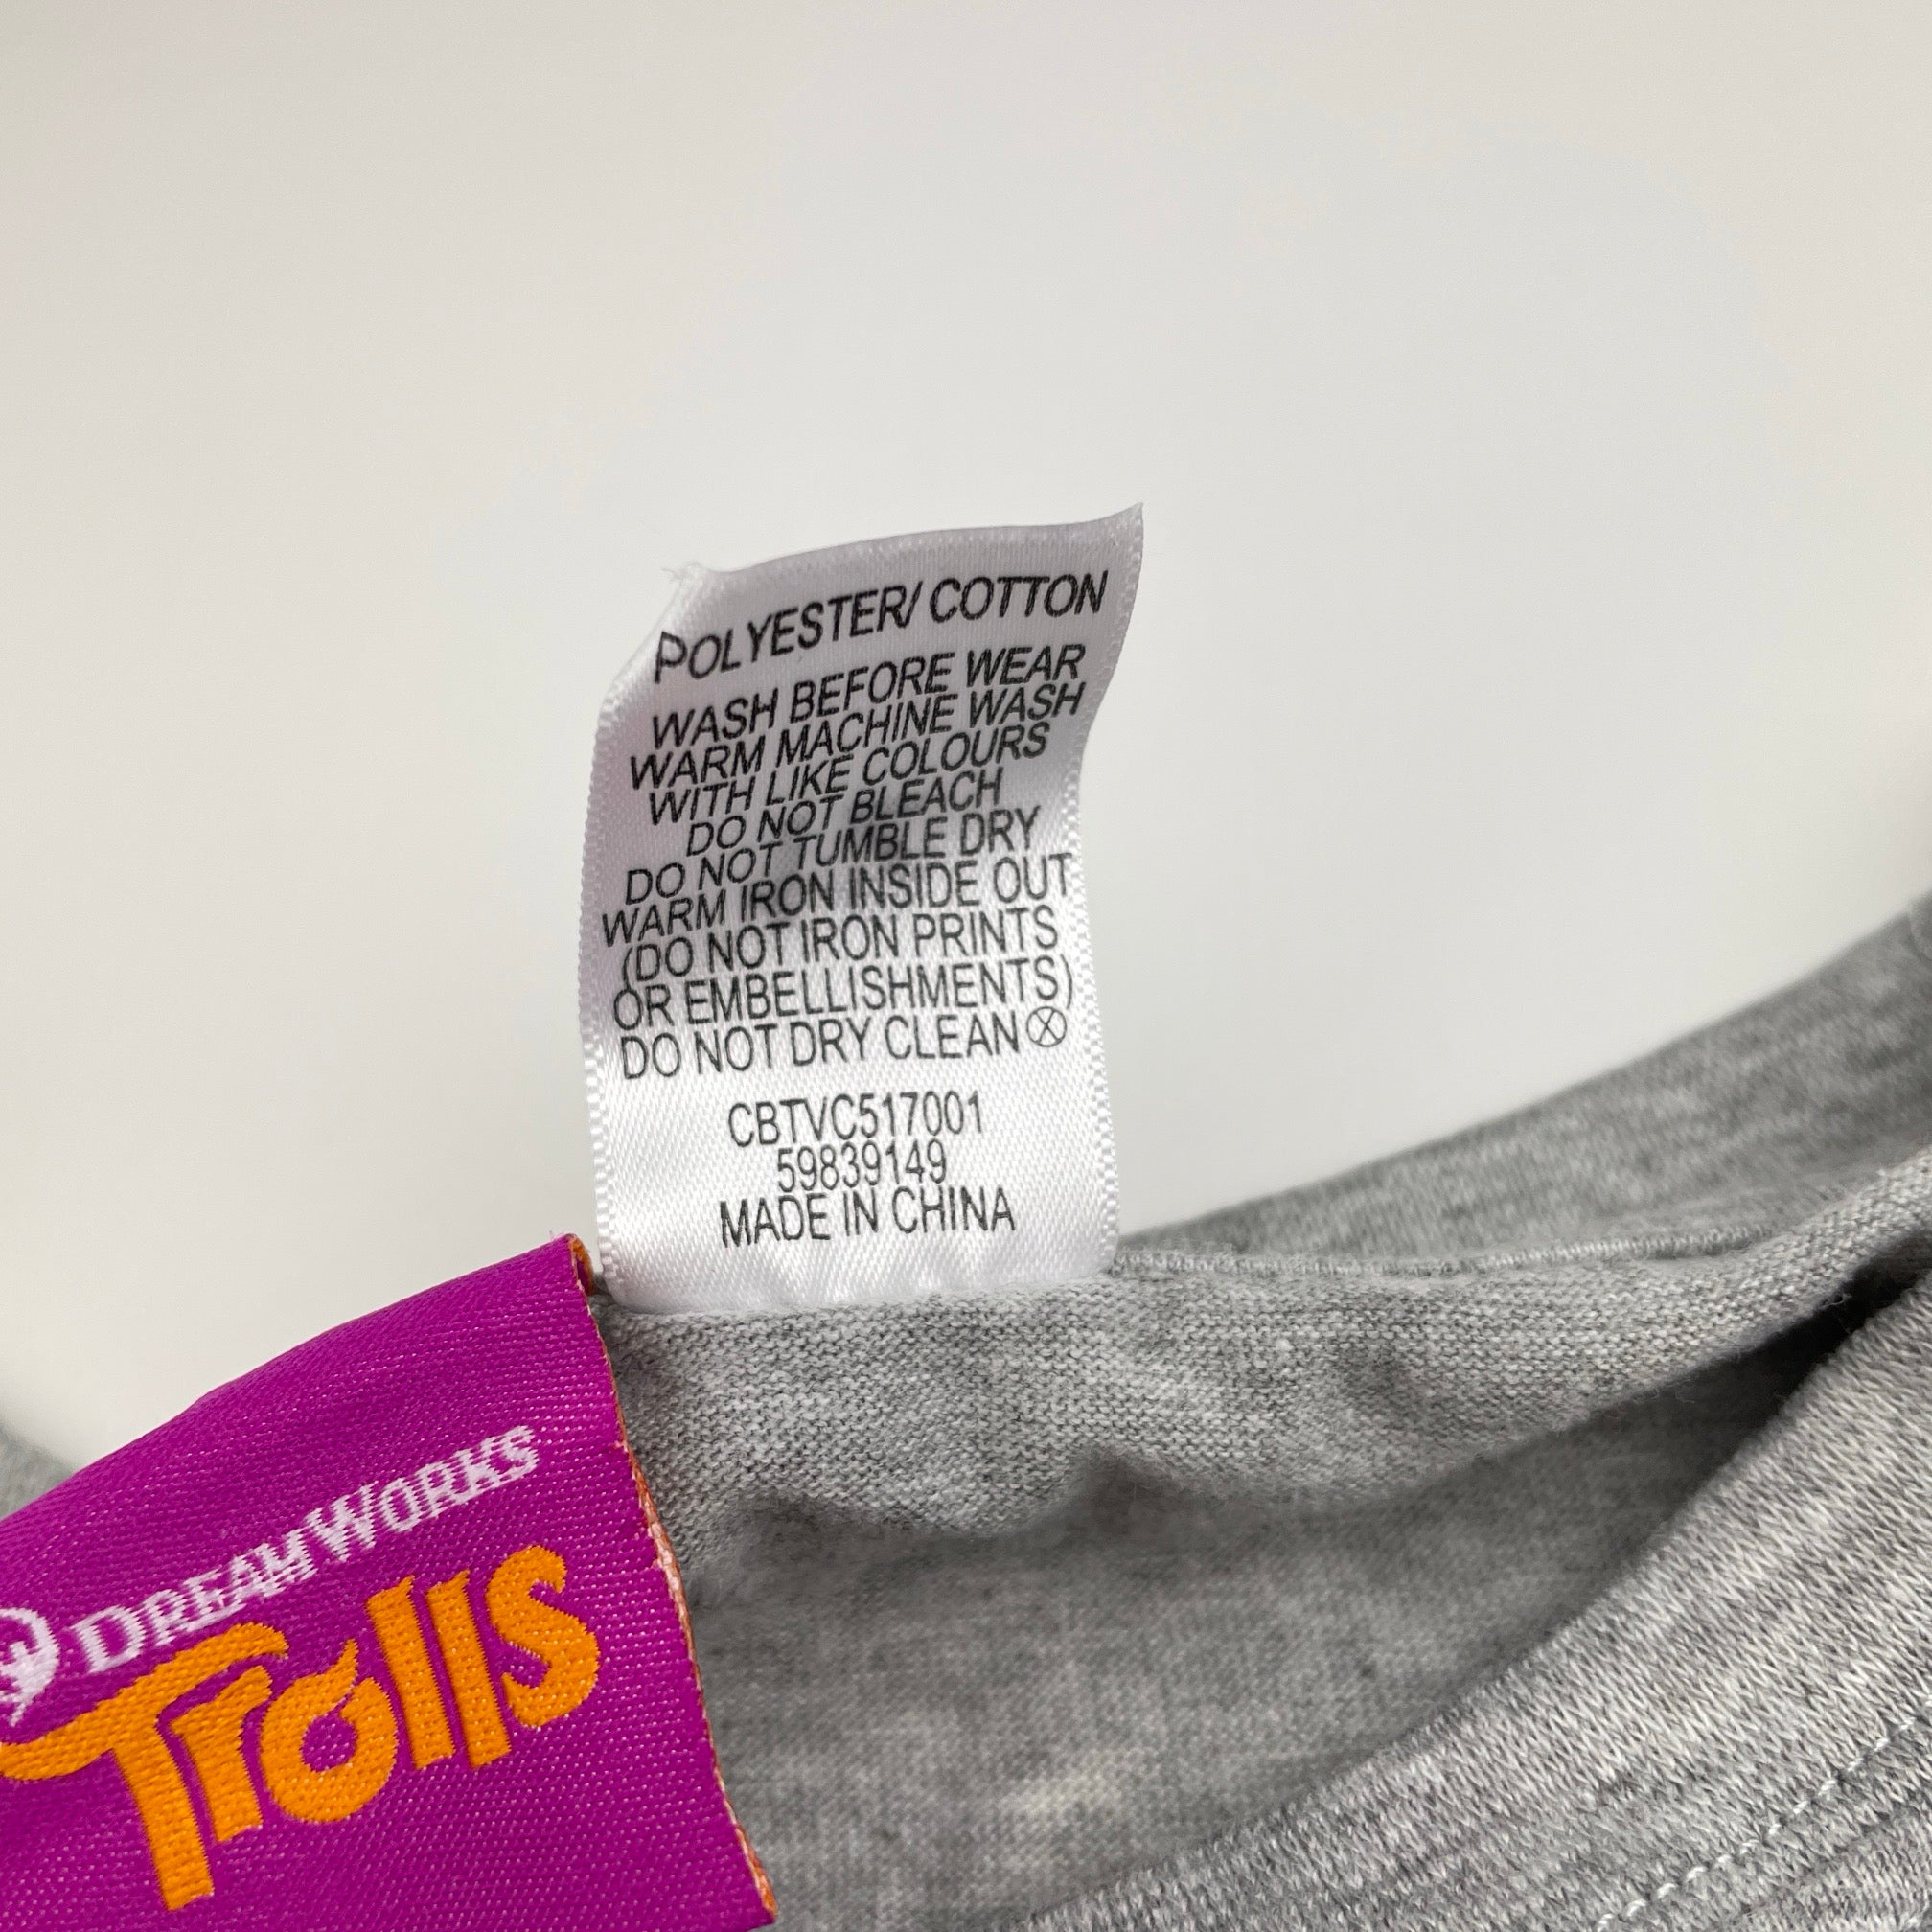 POLYESTER/ COTTON
WASH BEFORE WEAR
WARM MACHINE WASH
WITH LIKE COLOURS
DO NOT BLEACH
DO NOT TUMBLE DRY
WARM IRON INSIDE OUT
(DO NOT IRON PRINTS
OR EMBELLISHMENTS)
DO NOT DRY CLEAN Ⓧ
CBTVC517001
59839149
MADE IN CHINA
DREAMWORKS
Trolls